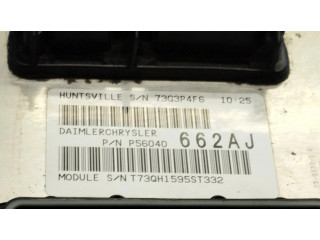 HUNTSVILLE S/N 73G3P4F6 10:25
DAIMLERCHRYSLER
P/N P56040 662AJ
MODULE S/N T73QH1595ST332